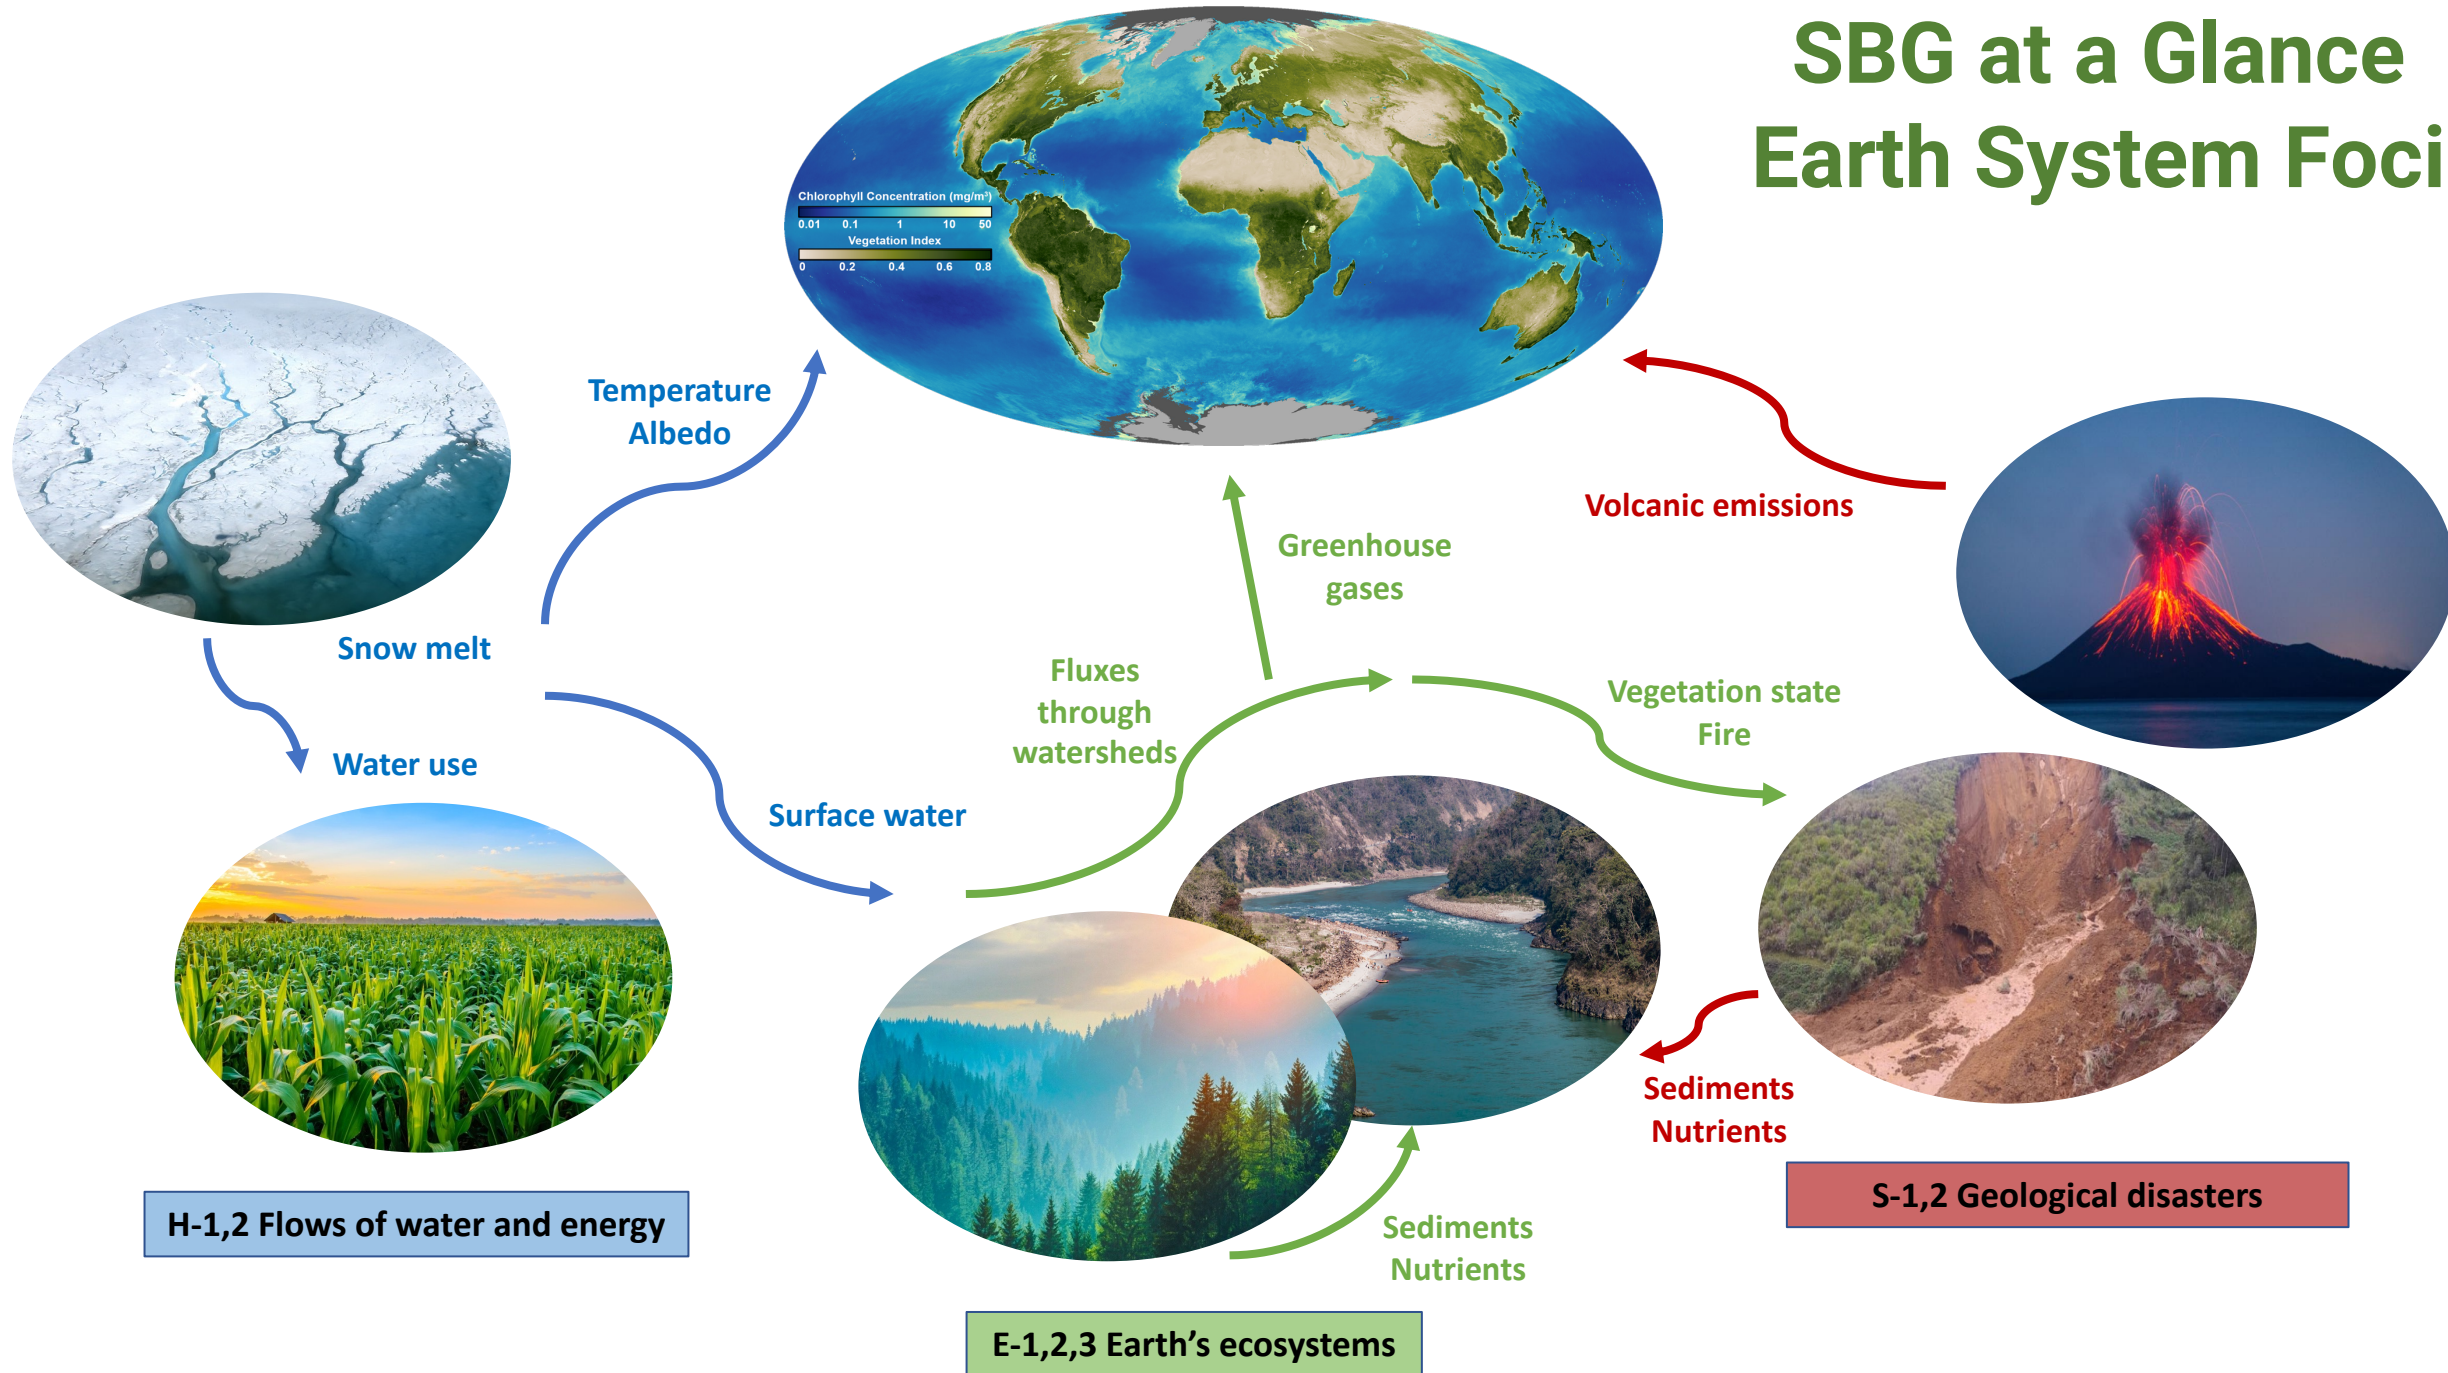 SBG at a Glance
Earth System Foci
Chlorophyll Concentration (mg/m³)
0.01 0.1 1 10 50
Vegetation Index
0 0.2 0.4 0.6 0.8
Temperature
Albedo
Volcanic emissions
Greenhouse
gases
Snow melt
Fluxes
through
watersheds
Vegetation state
Fire
Water use
Surface water
Sediments
Nutrients
S-1,2 Geological disasters
H-1,2 Flows of water and energy
Sediments
Nutrients
E-1,2,3 Earth’s ecosystems